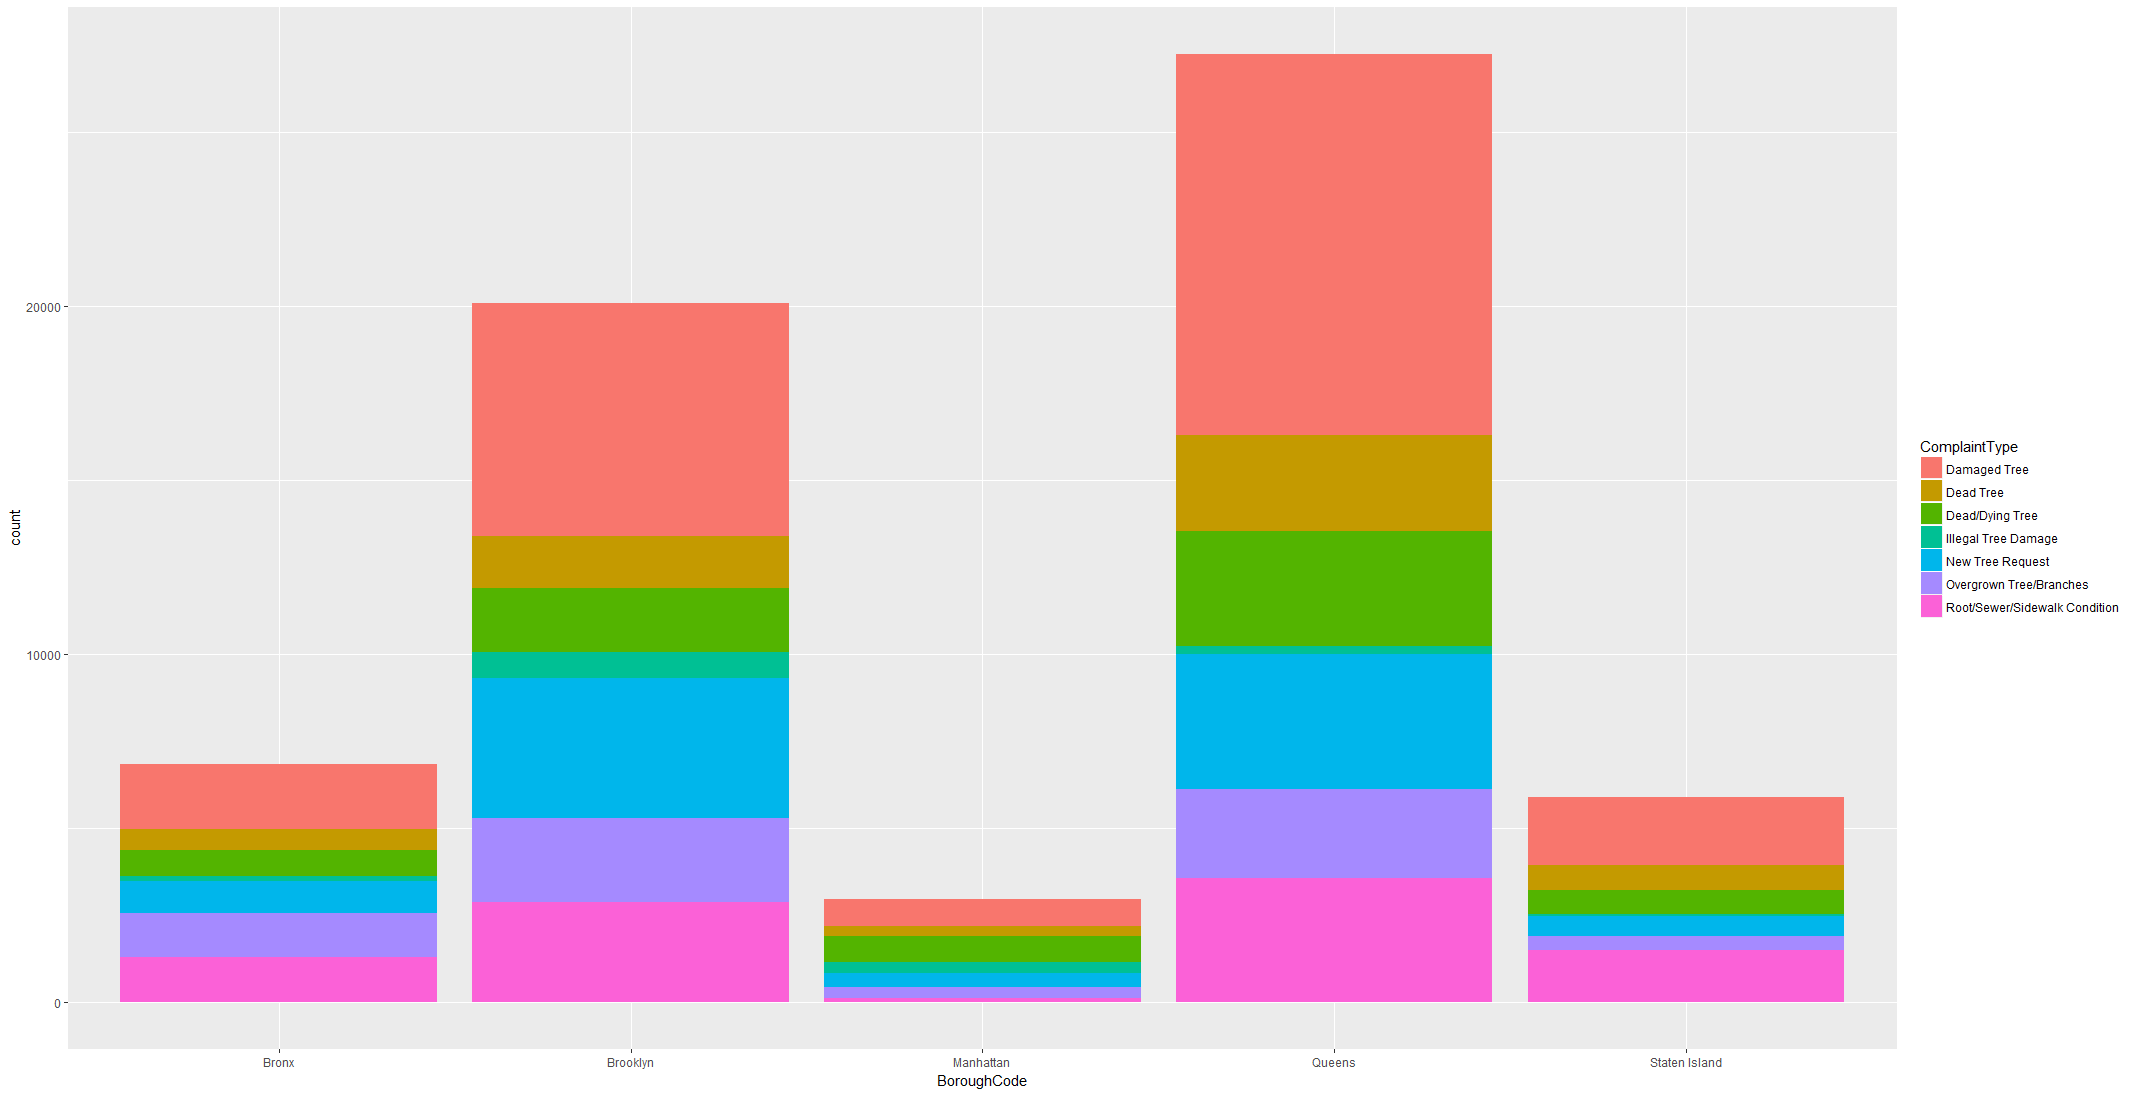 count
20000
10000
0
Bronx
Brooklyn
Manhattan
Queens
Staten Island
BoroughCode
ComplaintType
Damaged Tree
Dead Tree
Dead/Dying Tree
Illegal Tree Damage
New Tree Request
Overgrown Tree/Branches
Root/Sewer/Sidewalk Condition